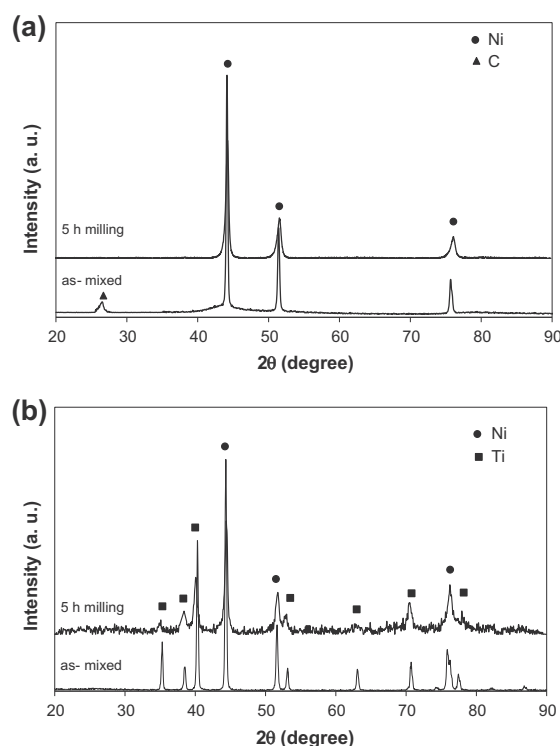 (a)
● Ni
▲ C
Intensity (a. u.)
5 h milling
as- mixed
20 30 40 50 60 70 80 90
2θ (degree)
(b)
● Ni
■ Ti
Intensity (a. u.)
5 h milling
as- mixed
20 30 40 50 60 70 80 90
2θ (degree)